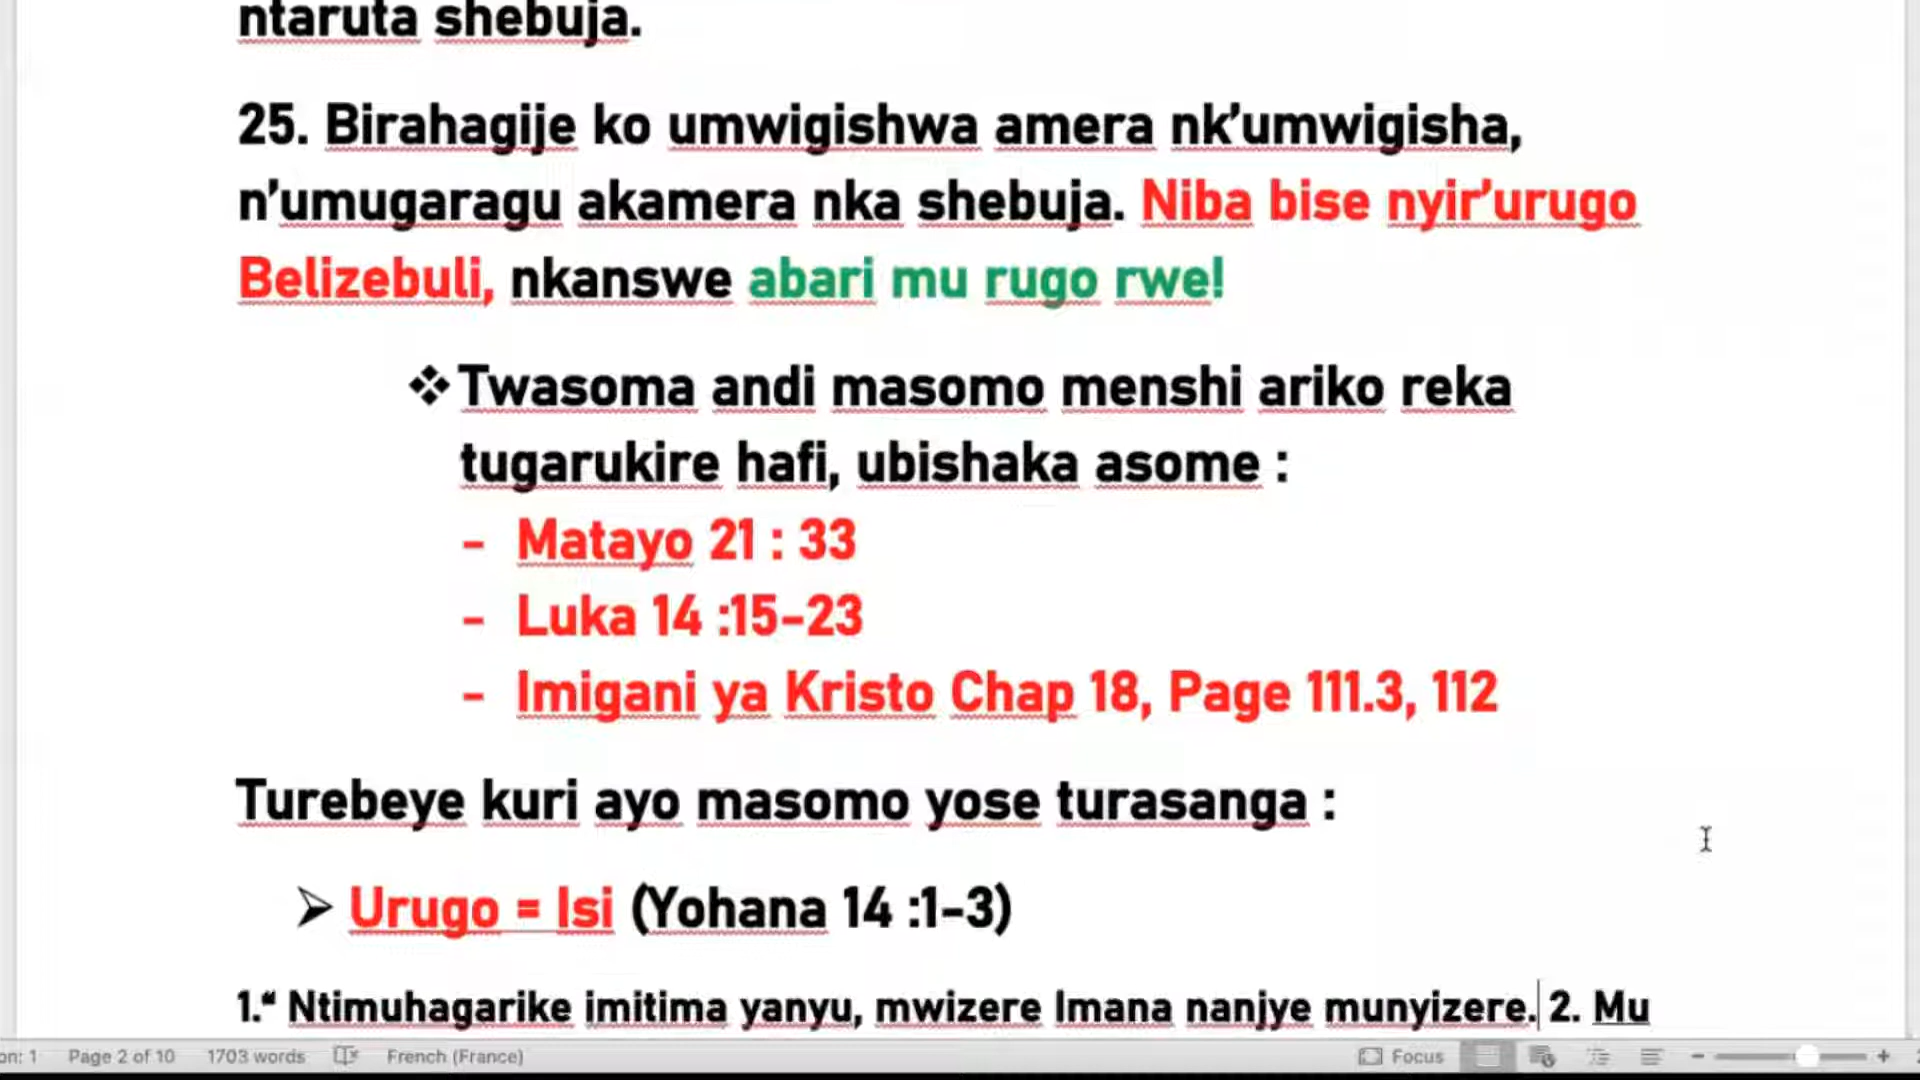 ntaruta shebuja.
25. Birahagije ko umwigishwa amera nk'umwigisha,
n'umugaragu akamera nka shebuja. Niba bise nyir'urugo
Belizebuli, nkanswe abari mu rugo rwe!
❖ Twasoma andi masomo menshi ariko reka
tugarukire hafi, ubishaka asome :
- Matayo 21 : 33
- Luka 14 :15-23
- Imigani ya Kristo Chap 18, Page 111.3, 112
Turebeye kuri ayo masomo yose turasanga :
➢ Urugo = Isi (Yohana 14 :1-3)
1.“ Ntimuhagarike imitima yanyu, mwizere Imana nanjye munyizere. 2. Mu
on: 1 Page 2 of 10 1703 words French (France) Focus